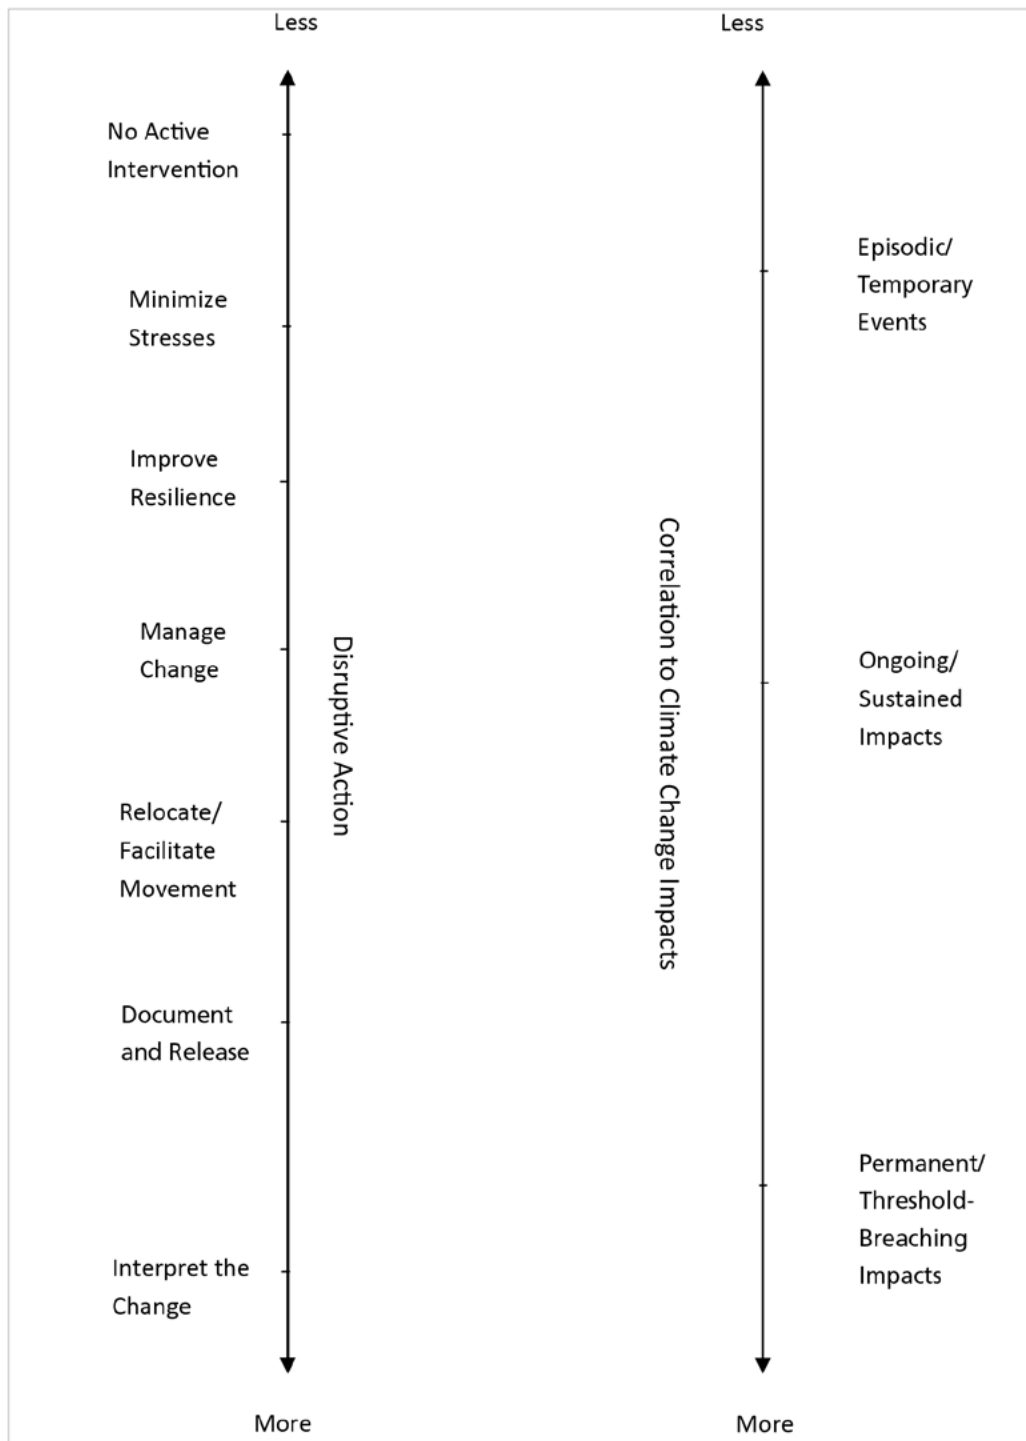 Less
No Active
Intervention
Minimize
Stresses
Improve
Resilience
Manage
Change
Relocate/
Facilitate
Movement
Document
and Release
Interpret the
Change
Disruptive Action
More
Less
Correlation to Climate Change Impacts
Episodic/
Temporary
Events
Ongoing/
Sustained
Impacts
Permanent/
Threshold-
Breaching
Impacts
More